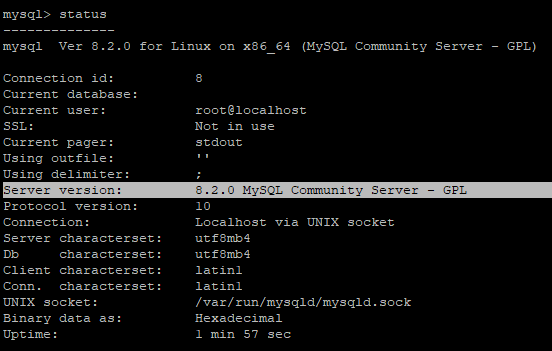 mysql> status
--------------
mysql  Ver 8.2.0 for Linux on x86_64 (MySQL Community Server - GPL)

Connection id:          8
Current database:
Current user:           root@localhost
SSL:                    Not in use
Current pager:          stdout
Using outfile:          ''
Using delimiter:        ;
Server version:         8.2.0 MySQL Community Server - GPL
Protocol version:       10
Connection:             Localhost via UNIX socket
Server characterset:    utf8mb4
Db     characterset:    utf8mb4
Client characterset:    latin1
Conn.  characterset:    latin1
UNIX socket:            /var/run/mysqld/mysqld.sock
Binary data as:         Hexadecimal
Uptime:                 1 min 57 sec